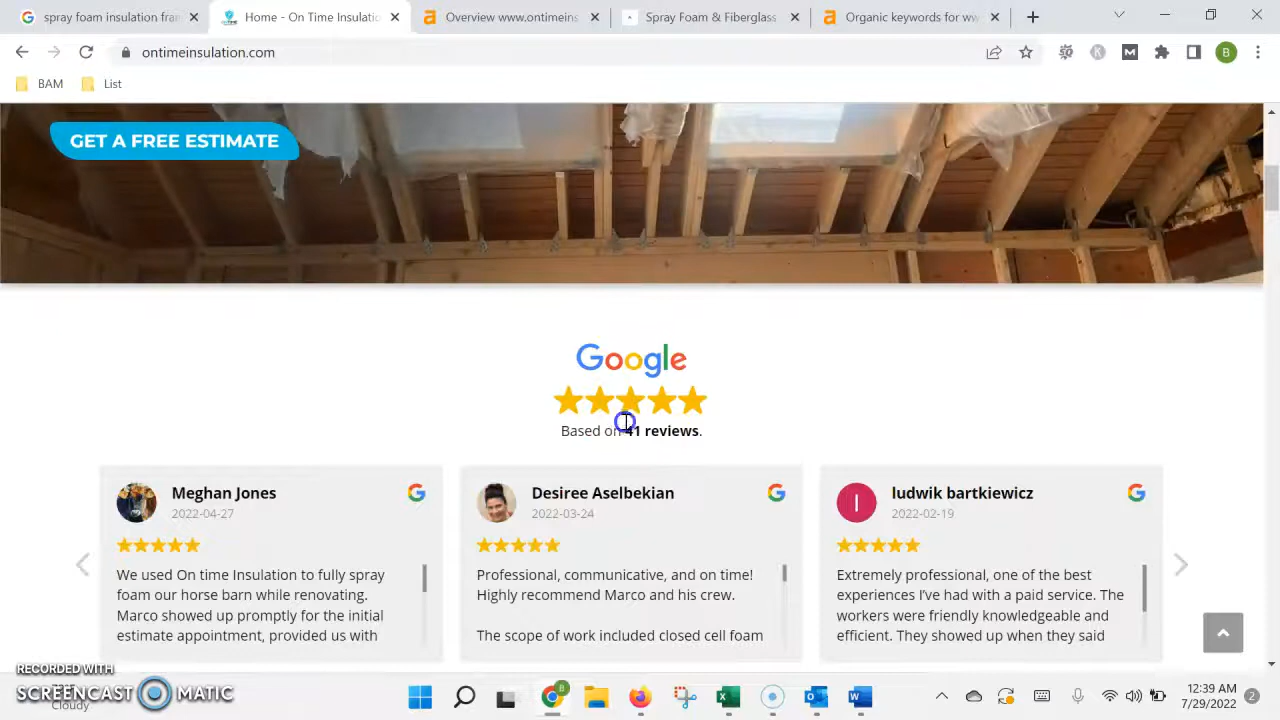 spray foam insulation fran
Home - On Time Insulatio
Overview www.ontimeins
Spray Foam & Fiberglass
Organic keywords for ww
ontimeinsulation.com
B
BAM
List
GET A FREE ESTIMATE
Google
Based on 41 reviews.
Meghan Jones
2022-04-27
We used On time Insulation to fully spray
foam our horse barn while renovating.
Marco showed up promptly for the initial
estimate appointment, provided us with
Desiree Aselbekian
2022-03-24
Professional, communicative, and on time!
Highly recommend Marco and his crew.
The scope of work included closed cell foam
l
ludwik bartkiewicz
2022-02-19
Extremely professional, one of the best
experiences I've had with a paid service. The
workers were friendly knowledgeable and
efficient. They showed up when they said
RECORDED WITH
SCREENCAST MATIC
Cloudy
12:39 AM
7/29/2022
2